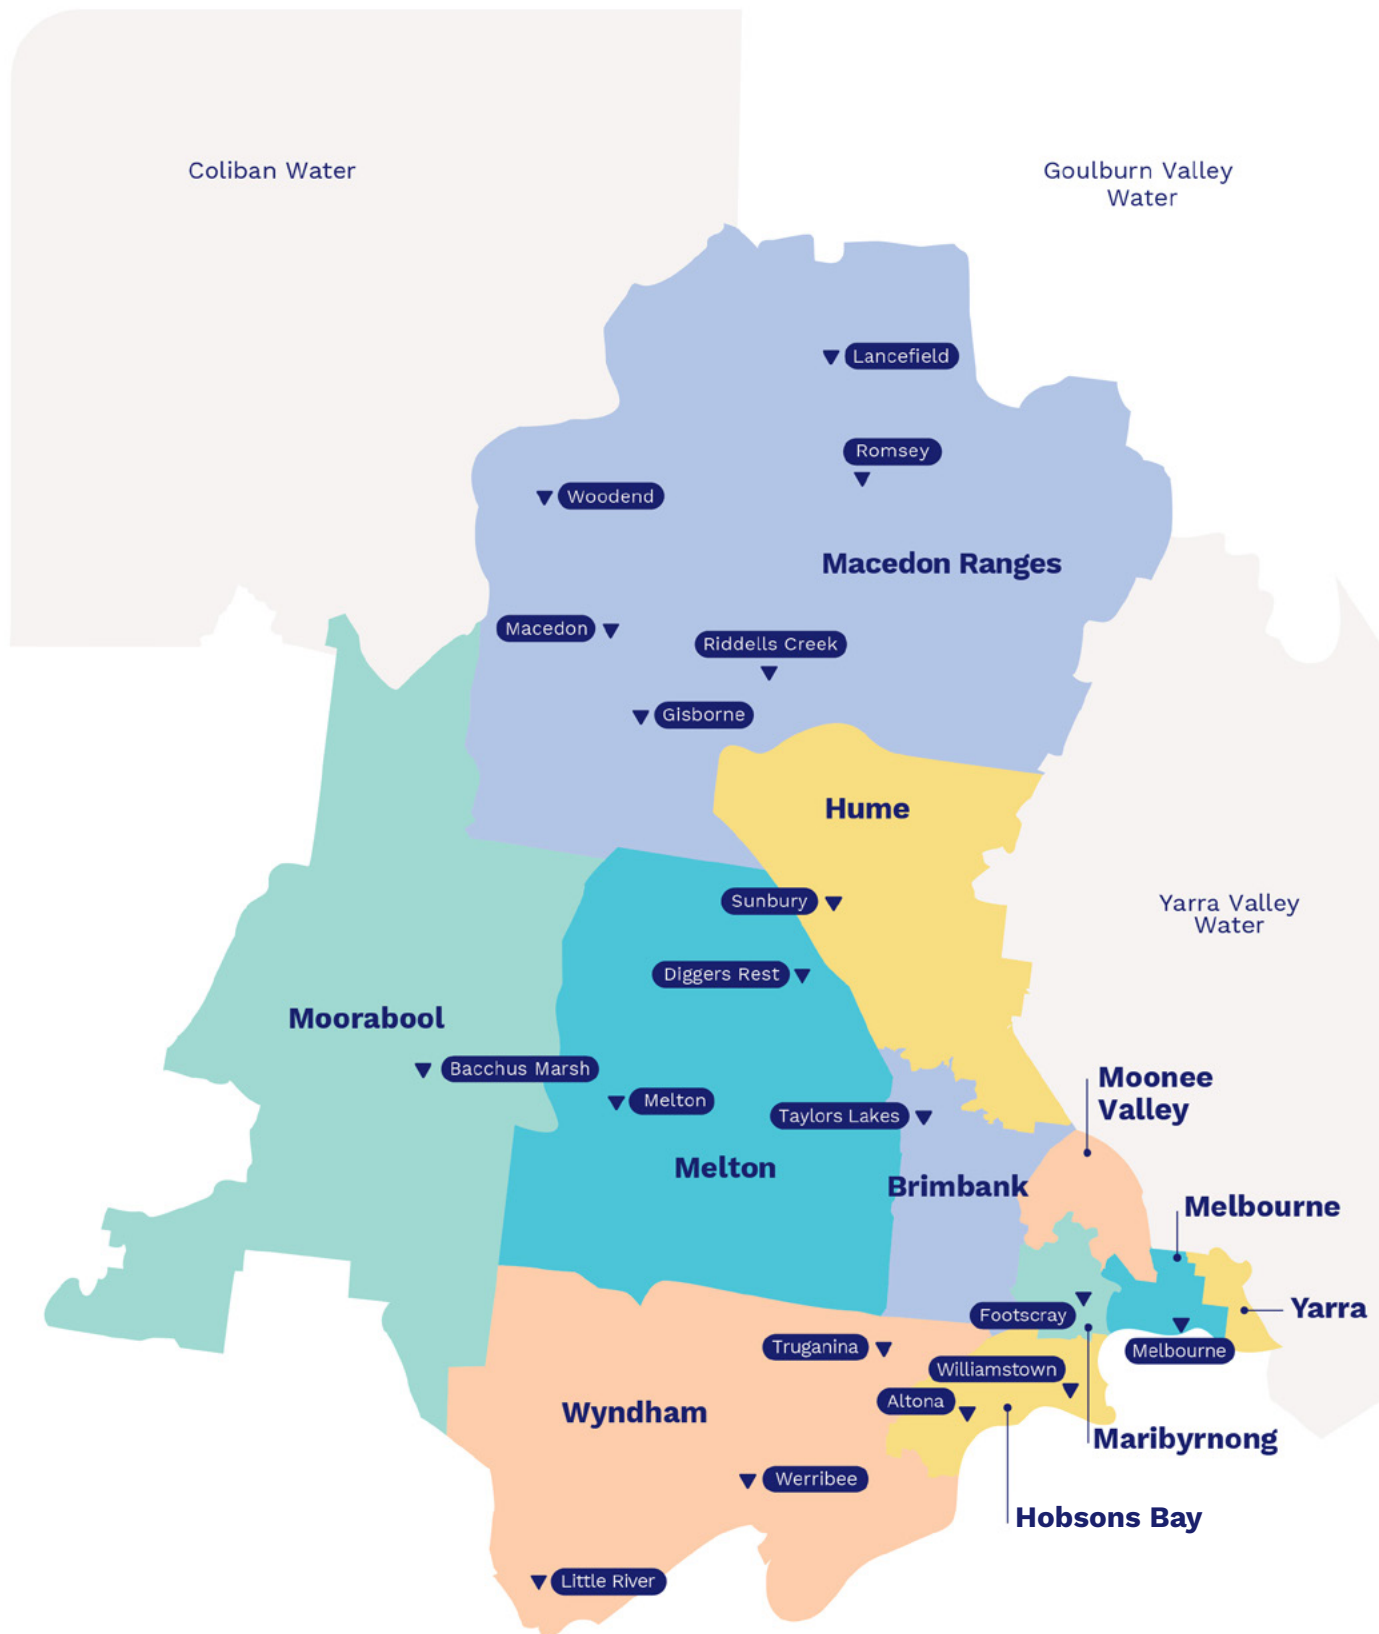 Coliban Water
Goulburn Valley
Water
Lancefield
Romsey
Woodend
Macedon Ranges
Macedon
Riddells Creek
Gisborne
Hume
Sunbury
Yarra Valley
Water
Diggers Rest
Moorabool
Bacchus Marsh
Moonee
Valley
Melton
Taylors Lakes
Melton
Brimbank
Melbourne
Yarra
Footscray
Truganina
Melbourne
Williamstown
Altona
Wyndham
Maribyrnong
Werribee
Hobsons Bay
Little River